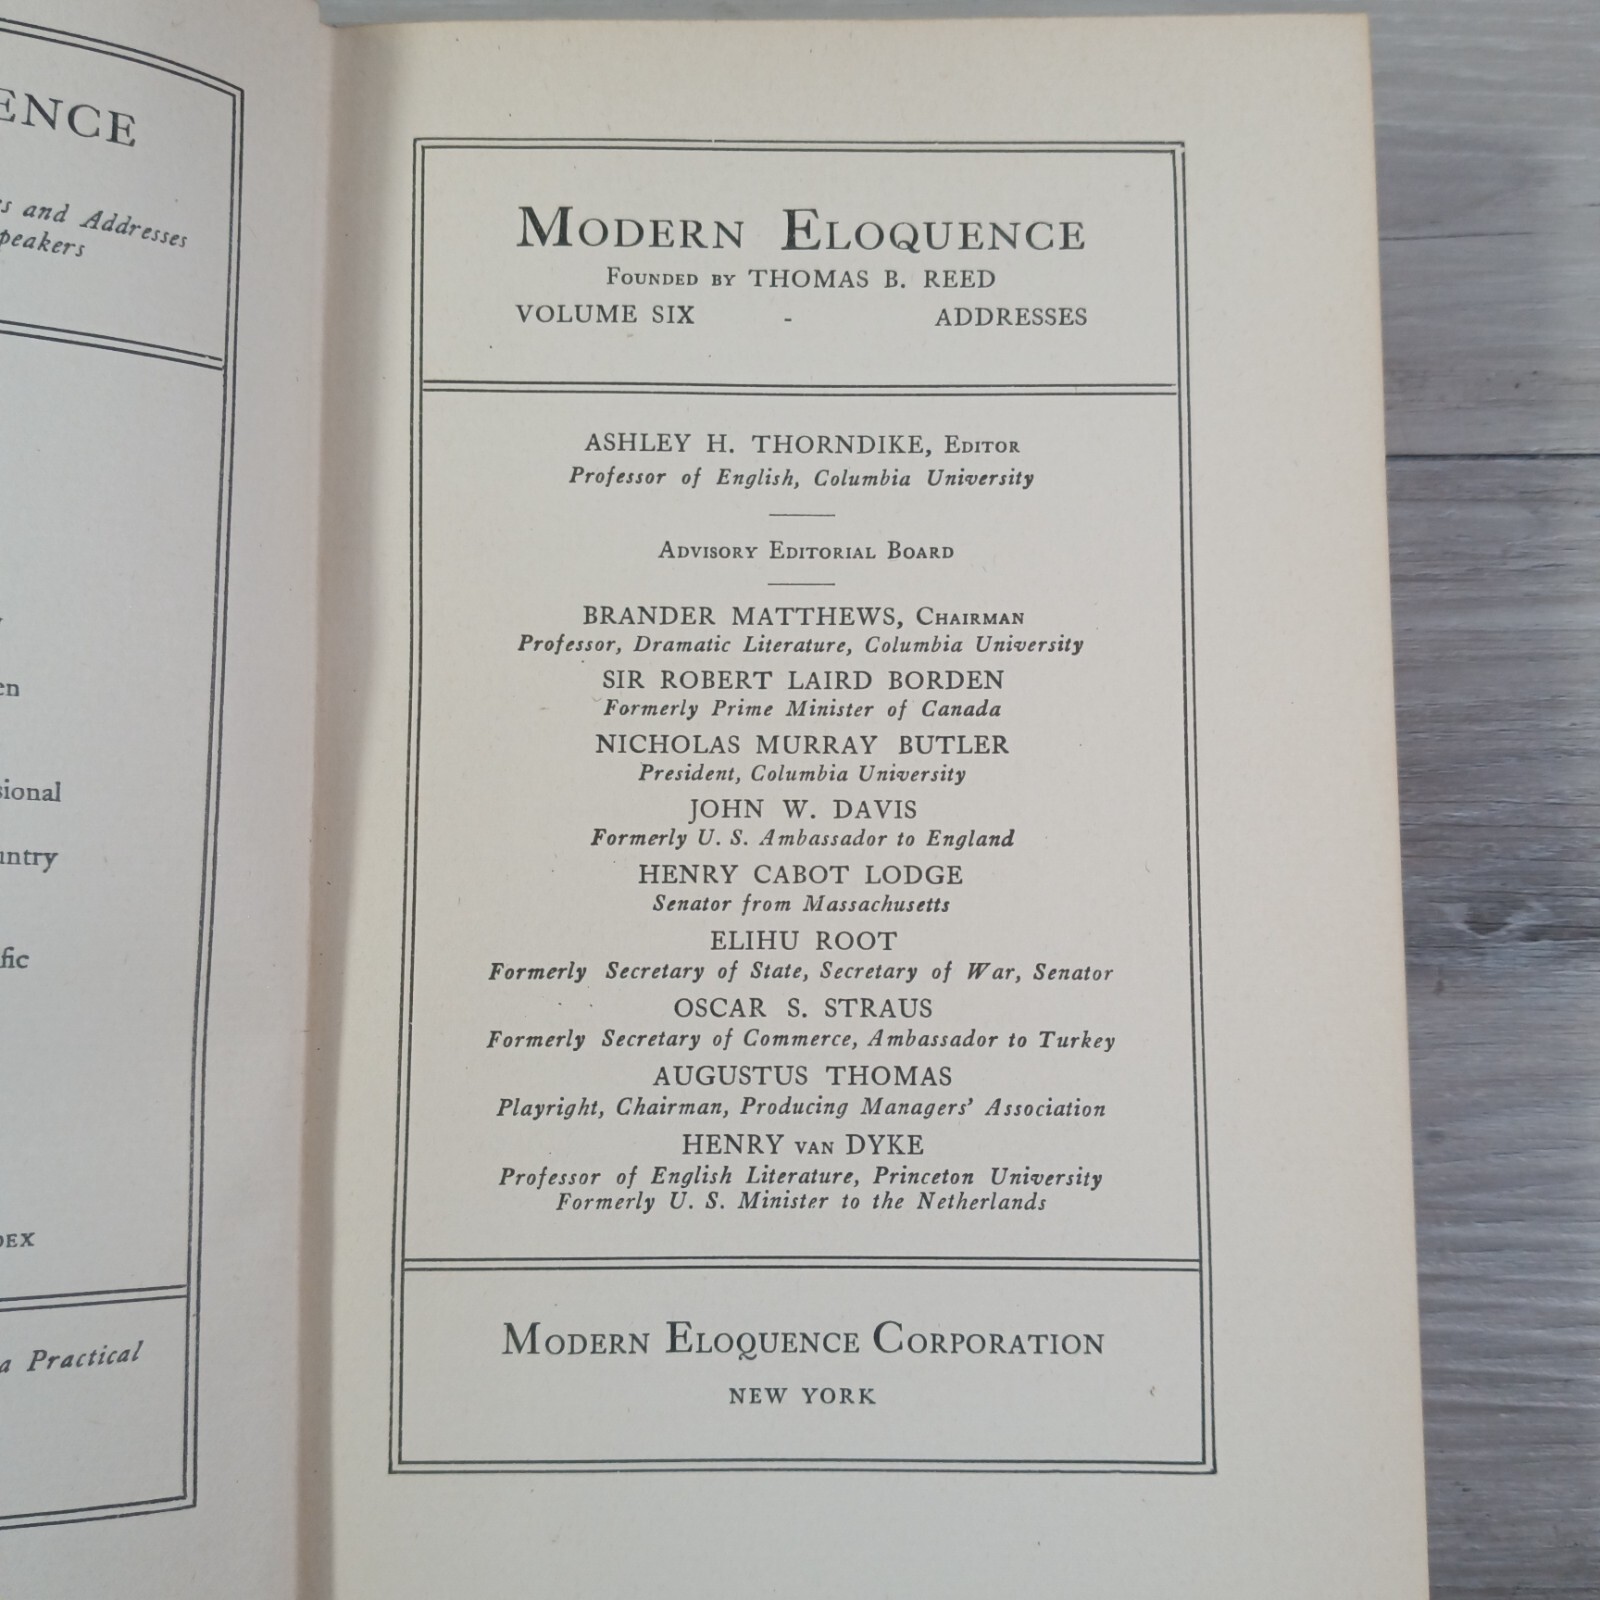 ENCE
and Addresses
peakers
en
sional
untry
fic
DEX
a Practical
MODERN ELOQUENCE
FOUNDED BY THOMAS B. REED
VOLUME SIX - ADDRESSES
ASHLEY H. THORNDIKE, EDITOR
Professor of English, Columbia University
ADVISORY EDITORIAL BOARD
BRANDER MATTHEWS, CHAIRMAN
Professor, Dramatic Literature, Columbia University
SIR ROBERT LAIRD BORDEN
Formerly Prime Minister of Canada
NICHOLAS MURRAY BUTLER
President, Columbia University
JOHN W. DAVIS
Formerly U. S. Ambassador to England
HENRY CABOT LODGE
Senator from Massachusetts
ELIHU ROOT
Formerly Secretary of State, Secretary of War, Senator
OSCAR S. STRAUS
Formerly Secretary of Commerce, Ambassador to Turkey
AUGUSTUS THOMAS
Playright, Chairman, Producing Managers' Association
HENRY VAN DYKE
Professor of English Literature, Princeton University
Formerly U. S. Minister to the Netherlands
MODERN ELOQUENCE CORPORATION
NEW YORK